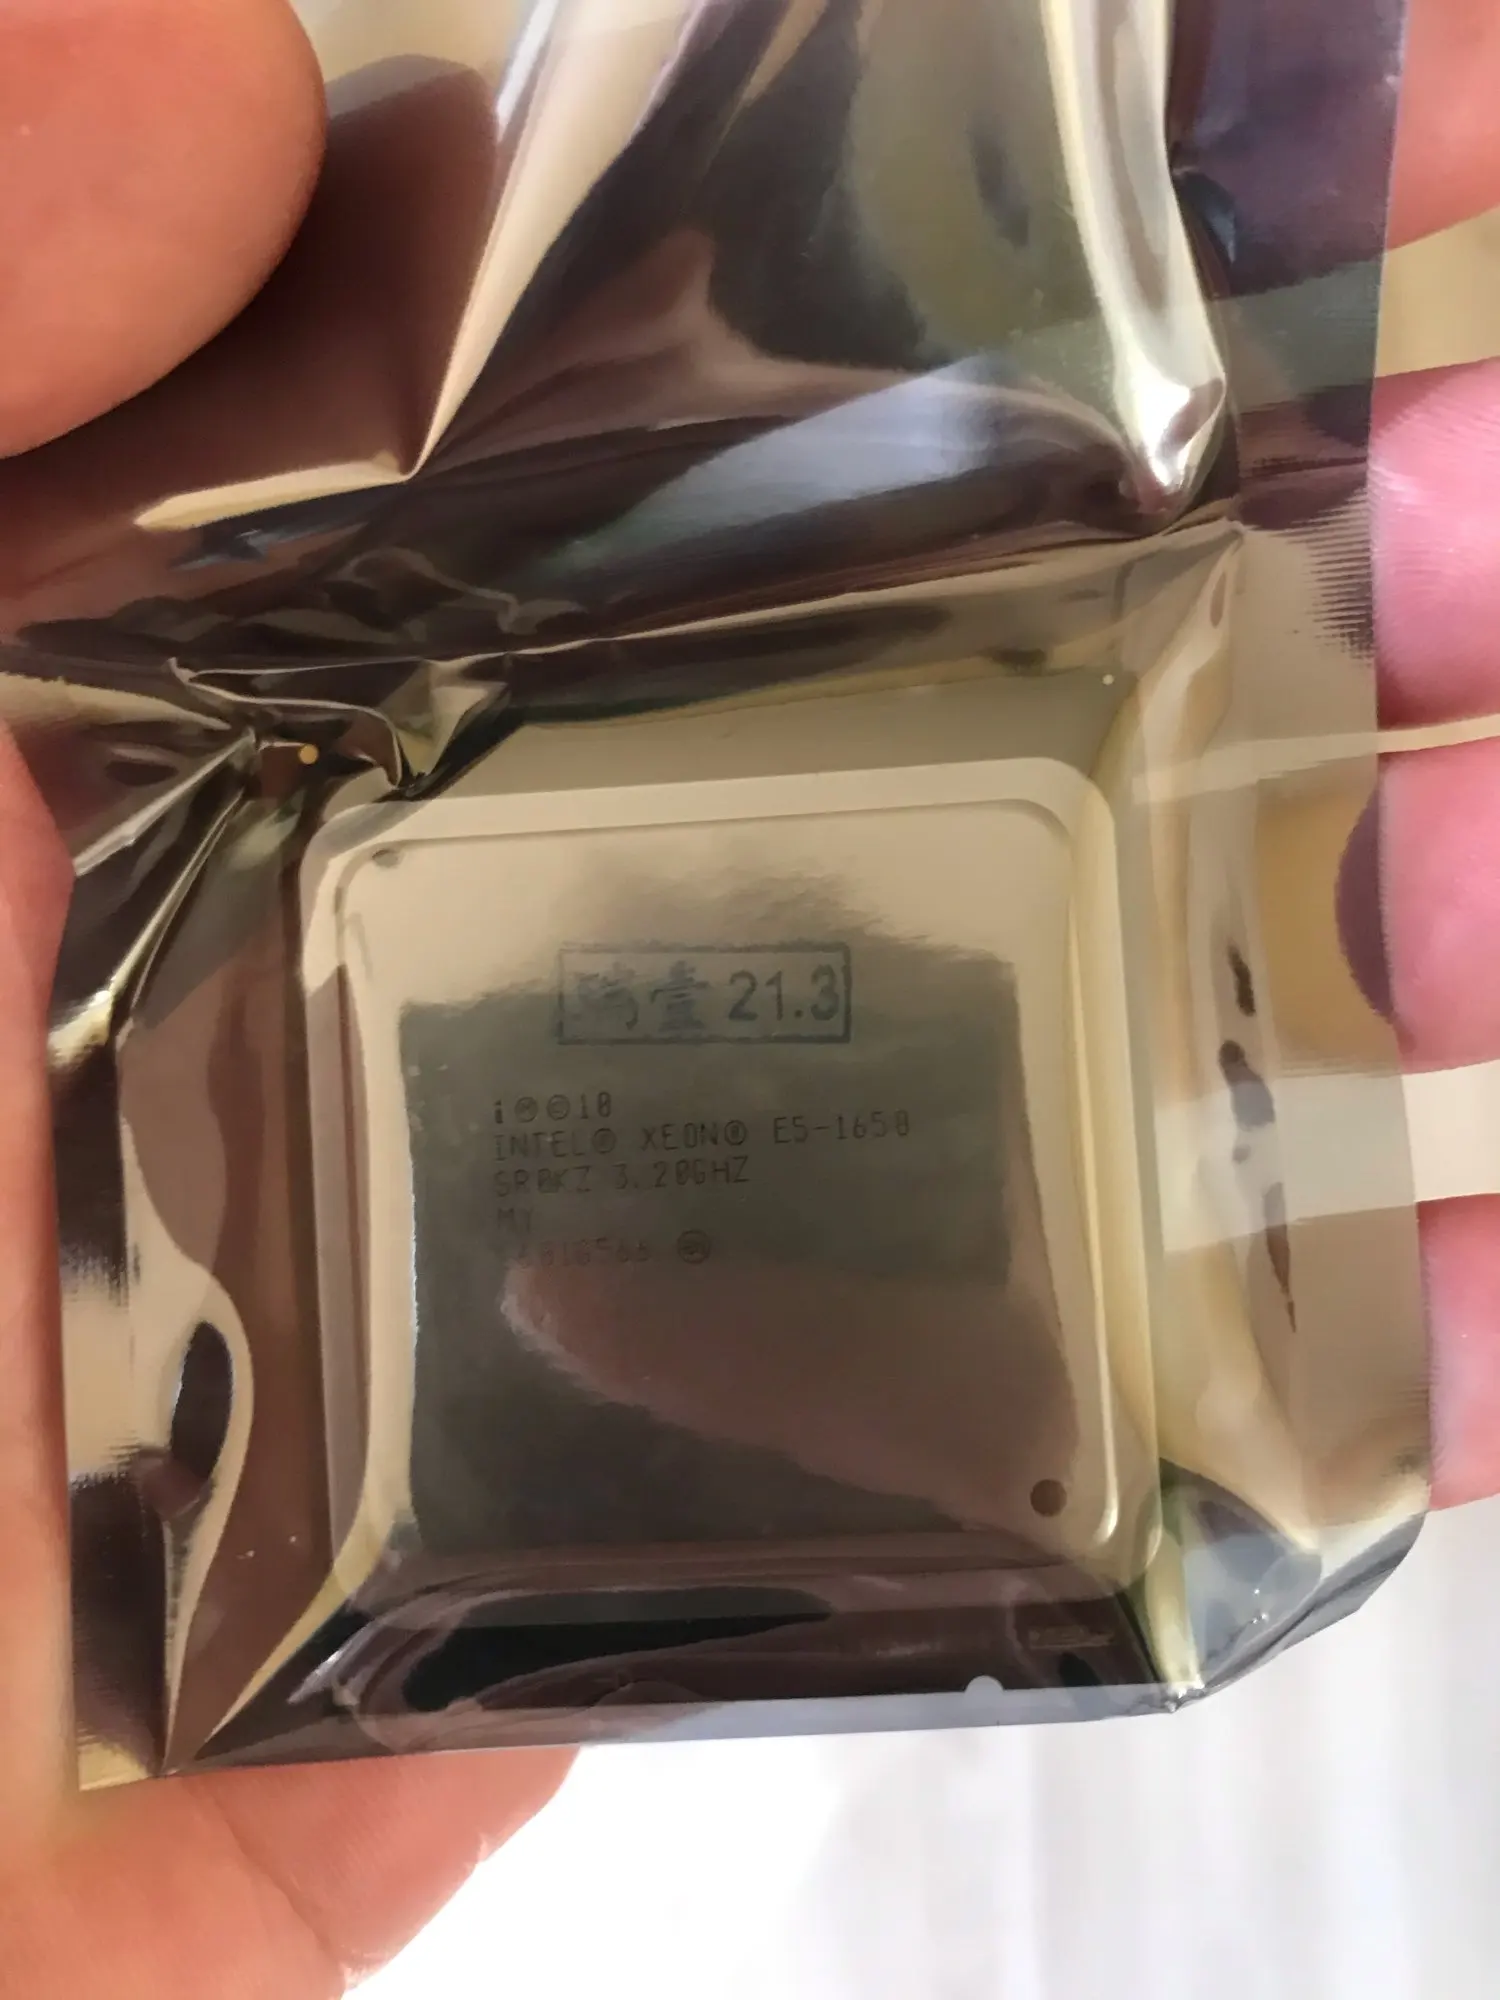 瑞壹 21.3
i Ⓜ©10
INTEL® XEON® E5-1650
SR0KZ 3.20GHZ
MY